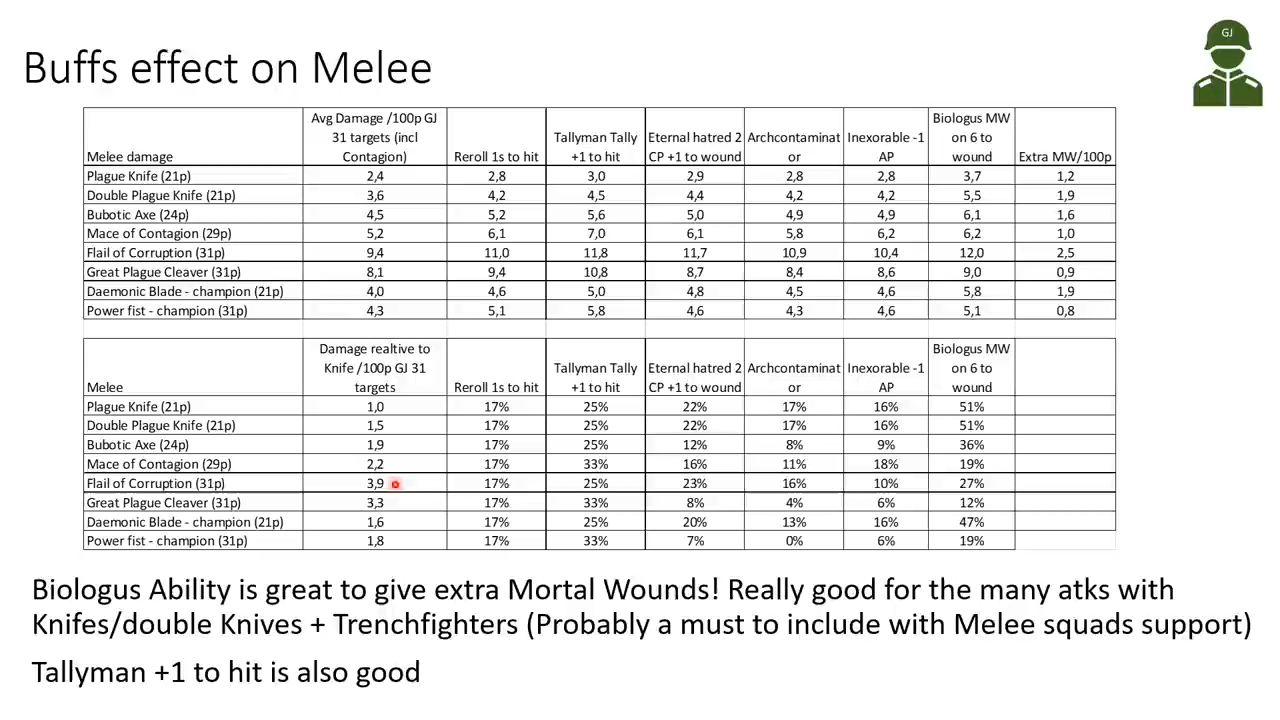 GJ
Buffs effect on Melee
Melee damage | Avg Damage /100p GJ 31 targets (incl Contagion) | Reroll 1s to hit | Tallyman Tally +1 to hit | Eternal hatred 2 CP +1 to wound | Archcontaminator | Inexorable -1 AP | Biologus MW on 6 to wound | Extra MW/100p
Plague Knife (21p) | 2,4 | 2,8 | 3,0 | 2,9 | 2,8 | 2,8 | 3,7 | 1,2
Double Plague Knife (21p) | 3,6 | 4,2 | 4,5 | 4,4 | 4,2 | 4,2 | 5,5 | 1,9
Bubotic Axe (24p) | 4,5 | 5,2 | 5,6 | 5,0 | 4,9 | 4,9 | 6,1 | 1,6
Mace of Contagion (29p) | 5,2 | 6,1 | 7,0 | 6,1 | 5,8 | 6,2 | 6,2 | 1,0
Flail of Corruption (31p) | 9,4 | 11,0 | 11,8 | 11,7 | 10,9 | 10,4 | 12,0 | 2,5
Great Plague Cleaver (31p) | 8,1 | 9,4 | 10,8 | 8,7 | 8,4 | 8,6 | 9,0 | 0,9
Daemonic Blade - champion (21p) | 4,0 | 4,6 | 5,0 | 4,8 | 4,5 | 4,6 | 5,8 | 1,9
Power fist - champion (31p) | 4,3 | 5,1 | 5,8 | 4,6 | 4,3 | 4,6 | 5,1 | 0,8
Melee | Damage realtive to Knife /100p GJ 31 targets | Reroll 1s to hit | Tallyman Tally +1 to hit | Eternal hatred 2 CP +1 to wound | Archcontaminator | Inexorable -1 AP | Biologus MW on 6 to wound
Plague Knife (21p) | 1,0 | 17% | 25% | 22% | 17% | 16% | 51%
Double Plague Knife (21p) | 1,5 | 17% | 25% | 22% | 17% | 16% | 51%
Bubotic Axe (24p) | 1,9 | 17% | 25% | 12% | 8% | 9% | 36%
Mace of Contagion (29p) | 2,2 | 17% | 33% | 16% | 11% | 18% | 19%
Flail of Corruption (31p) | 3,9 | 17% | 25% | 23% | 16% | 10% | 27%
Great Plague Cleaver (31p) | 3,3 | 17% | 33% | 8% | 4% | 6% | 12%
Daemonic Blade - champion (21p) | 1,6 | 17% | 25% | 20% | 13% | 16% | 47%
Power fist - champion (31p) | 1,8 | 17% | 33% | 7% | 0% | 6% | 19%
Biologus Ability is great to give extra Mortal Wounds! Really good for the many atks with
Knifes/double Knives + Trenchfighters (Probably a must to include with Melee squads support)
Tallyman +1 to hit is also good